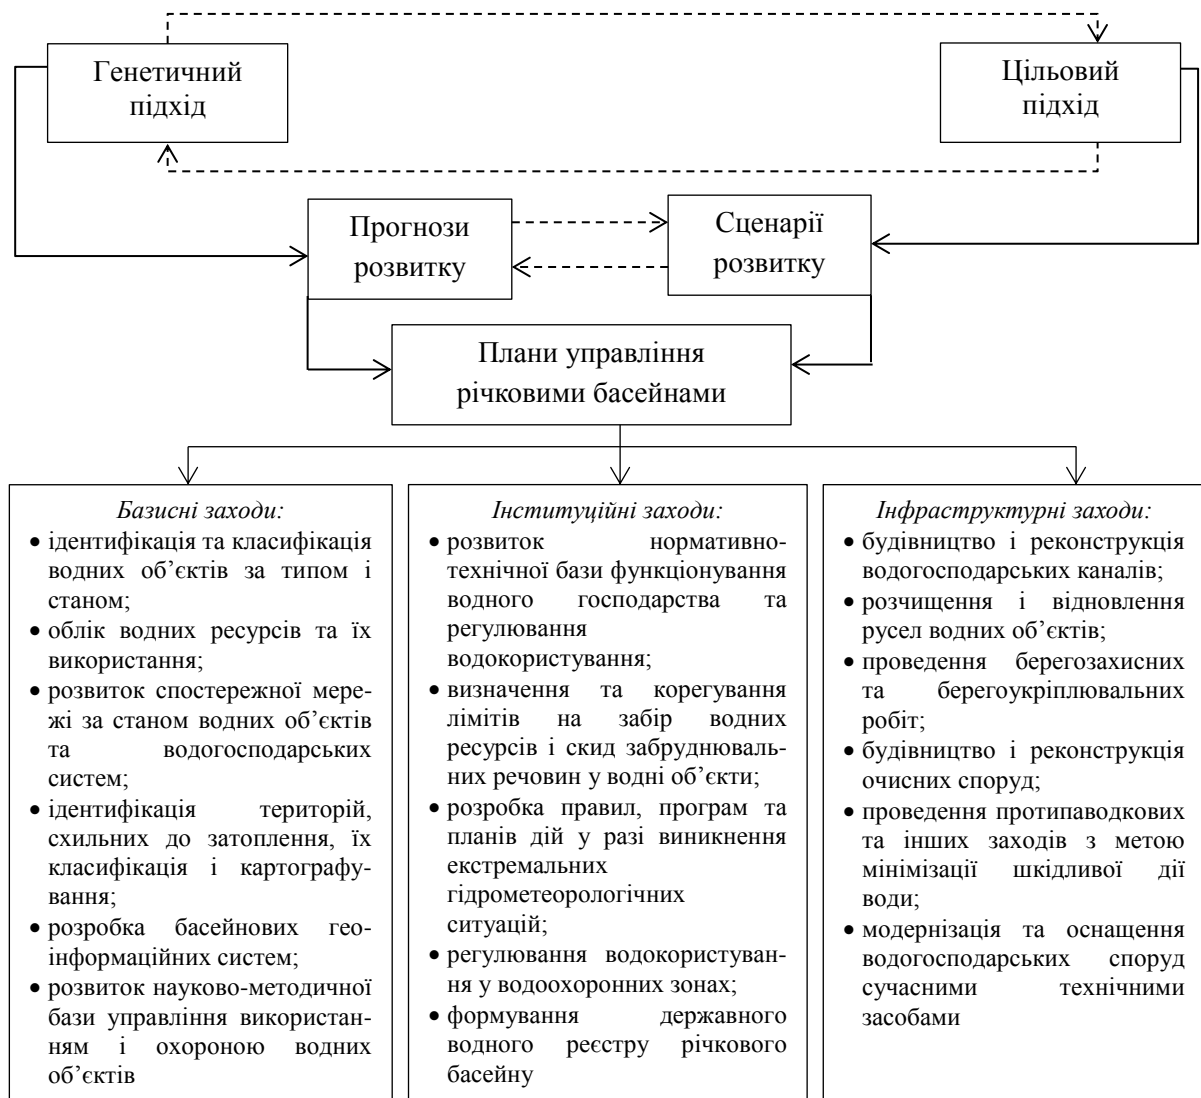 Генетичний
підхід
Цільовий
підхід
Прогнози
розвитку
Сценарії
розвитку
Плани управління
річковими басейнами
Базисні заходи:
• ідентифікація та класифікація
водних об’єктів за типом і
станом;
• облік водних ресурсів та їх
використання;
• розвиток спостережної мере-
жі за станом водних об’єктів
та водогосподарських
систем;
• ідентифікація територій,
схильних до затоплення, їх
класифікація і картографу-
вання;
• розробка басейнових гео-
інформаційних систем;
• розвиток науково-методичної
бази управління використан-
ням і охороною водних
об’єктів
Інституційні заходи:
• розвиток нормативно-
технічної бази функціонування
водного господарства та
регулювання
водокористування;
• визначення та корегування
лімітів на забір водних
ресурсів і скид забруднюваль-
них речовин у водні об’єкти;
• розробка правил, програм та
планів дій у разі виникнення
екстремальних
гідрометеорологічних
ситуацій;
• регулювання водокористуван-
ня у водоохоронних зонах;
• формування державного
водного реєстру річкового
басейну
Інфраструктурні заходи:
• будівництво і реконструкція
водогосподарських каналів;
• розчищення і відновлення
русел водних об’єктів;
• проведення берегозахисних
та берегоукріплювальних
робіт;
• будівництво і реконструкція
очисних споруд;
• проведення протипаводкових
та інших заходів з метою
мінімізації шкідливої дії
води;
• модернізація та оснащення
водогосподарських споруд
сучасними технічними
засобами